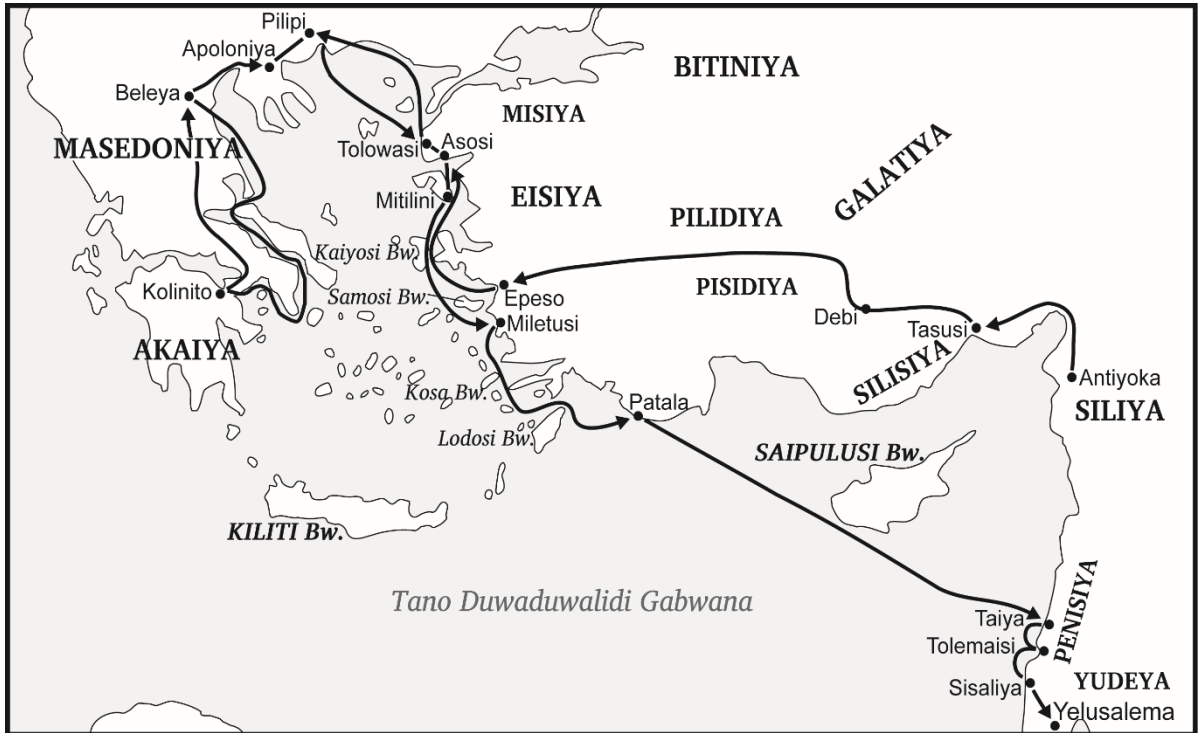 Pilipi
Apoloniya
BITINIYA
Beleya
MISIYA
MASEDONIYA
Tolowasi
Asosi
GALATIYA
Mitilini
EISIYA
PILIDIYA
Kaiyosi Bw.
Kolinito
Samosi Bw.
Epeso
PISIDIYA
Miletusi
Debi
Tasusi
AKAIYA
SILISIYA
Antiyoka
Kosa Bw.
Patala
SILIYA
Lodosi Bw.
SAIPULUSI Bw.
KILITI Bw.
Tano Duwaduwalidi Gabwana
PENISIYA
Taiya
Tolemaisi
Sisaliya
YUDEYA
Yelusalema